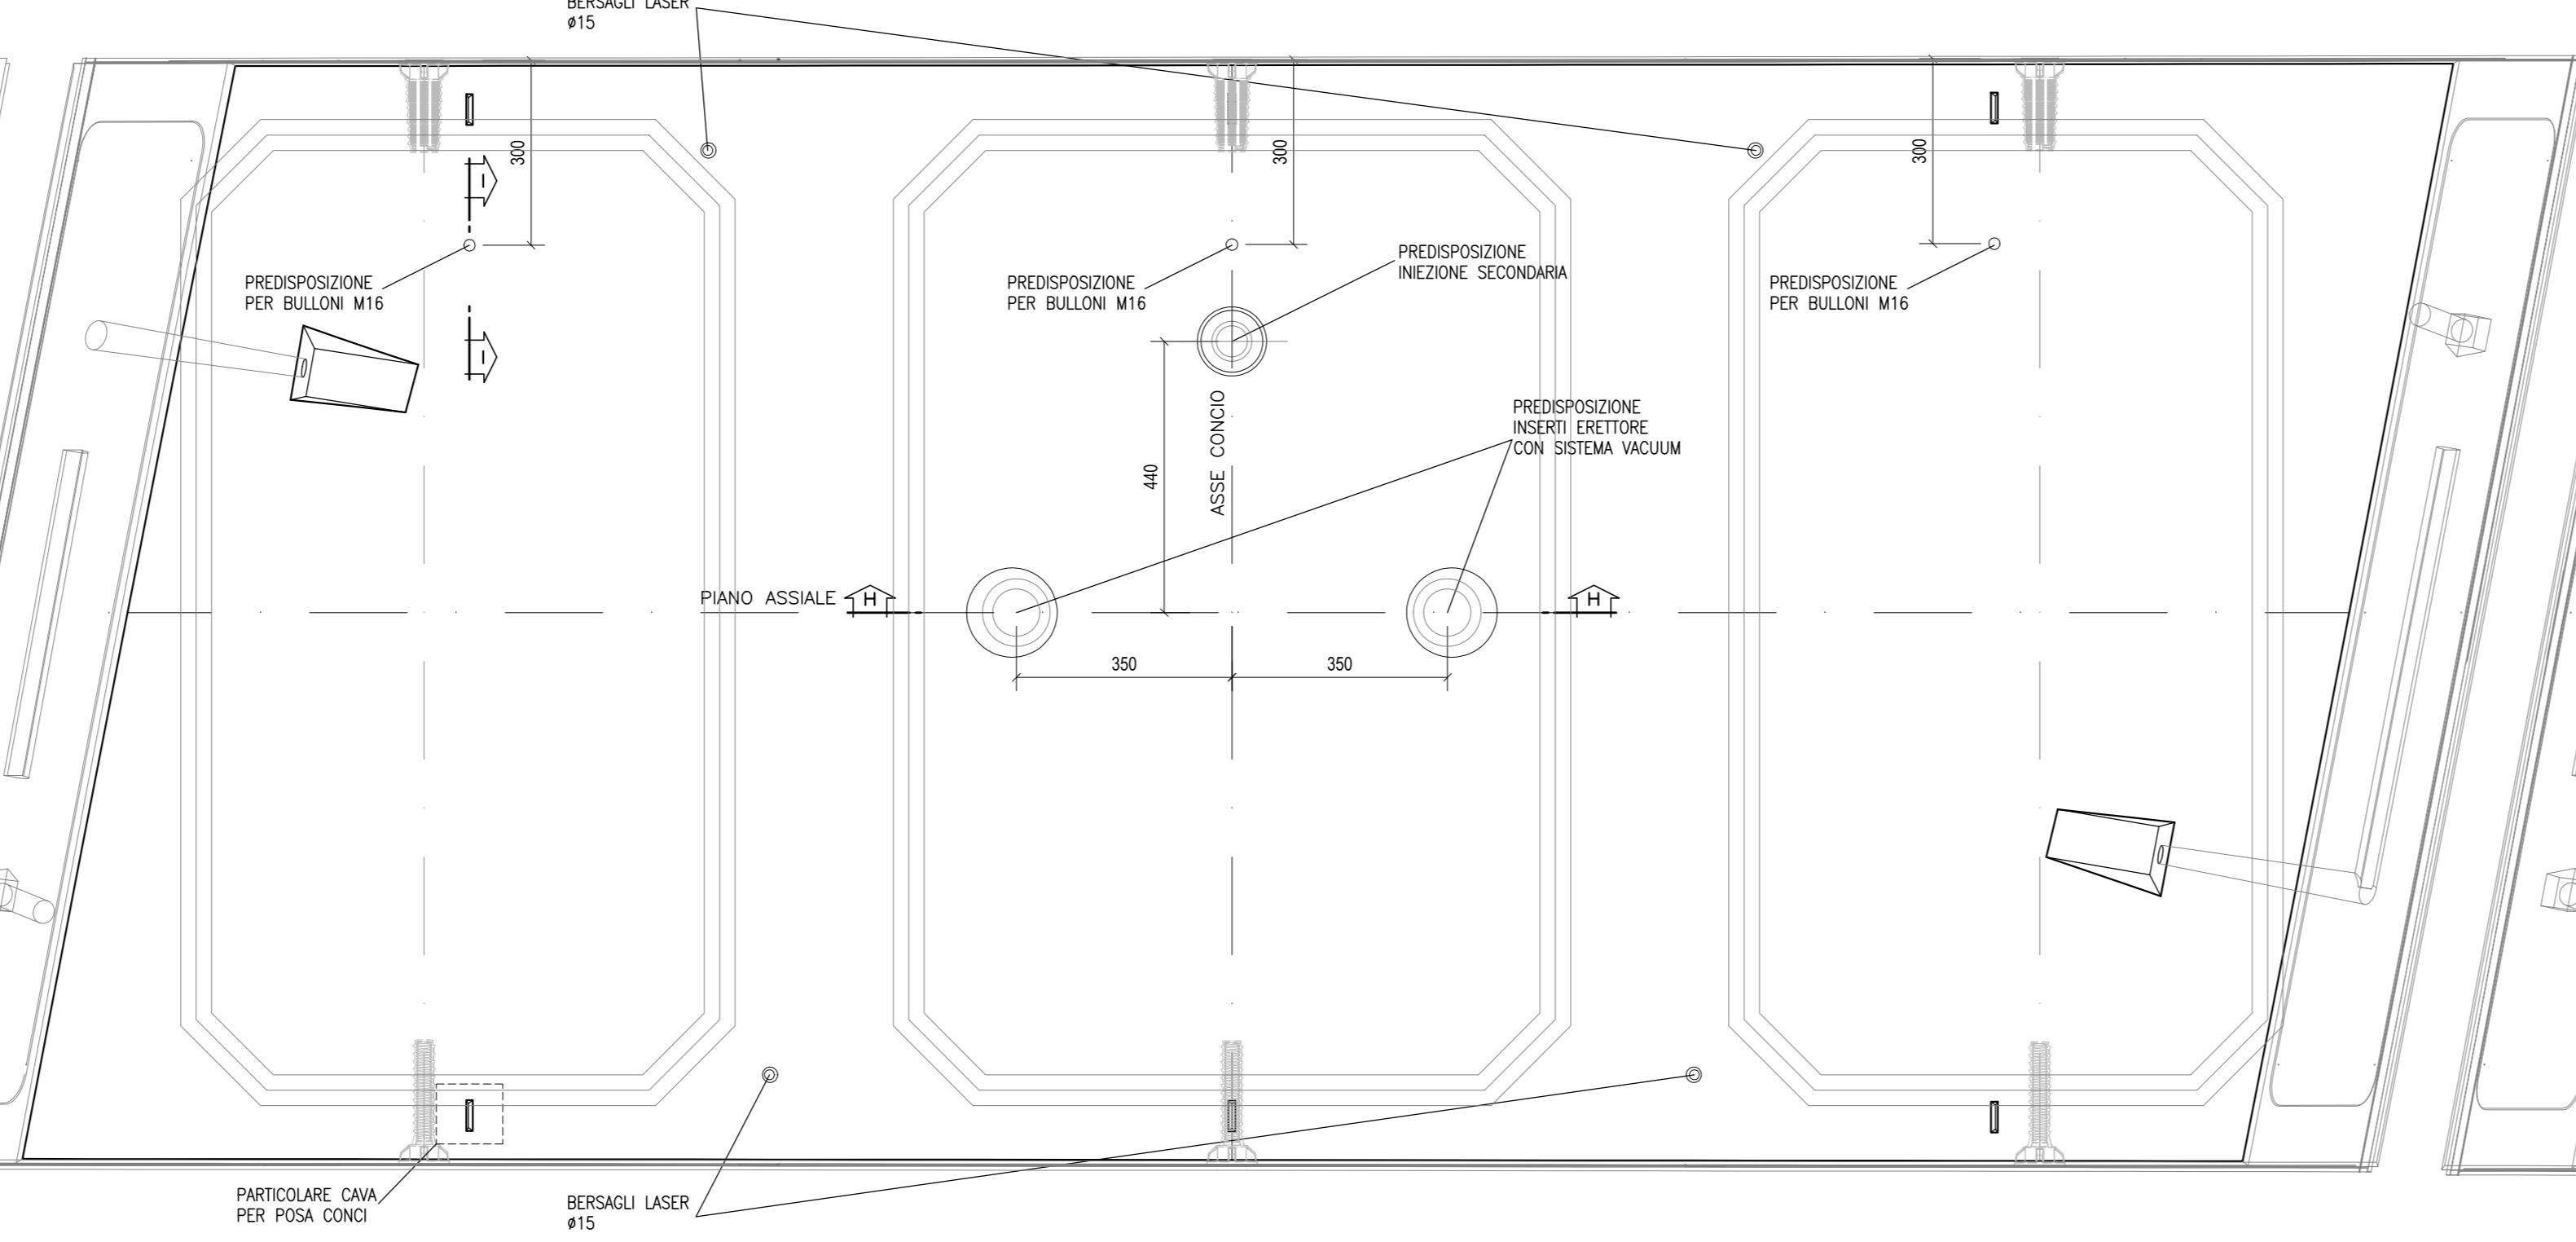 BERSAGLI LASER
ø15
300
300
300
I
PREDISPOSIZIONE
PER BULLONI M16
PREDISPOSIZIONE
PER BULLONI M16
PREDISPOSIZIONE
INIEZIONE SECONDARIA
PREDISPOSIZIONE
PER BULLONI M16
I
440
ASSE CONCIO
PREDISPOSIZIONE
INSERTI ERETTORE
CON SISTEMA VACUUM
PIANO ASSIALE
H
H
350
350
PARTICOLARE CAVA
PER POSA CONCI
BERSAGLI LASER
ø15